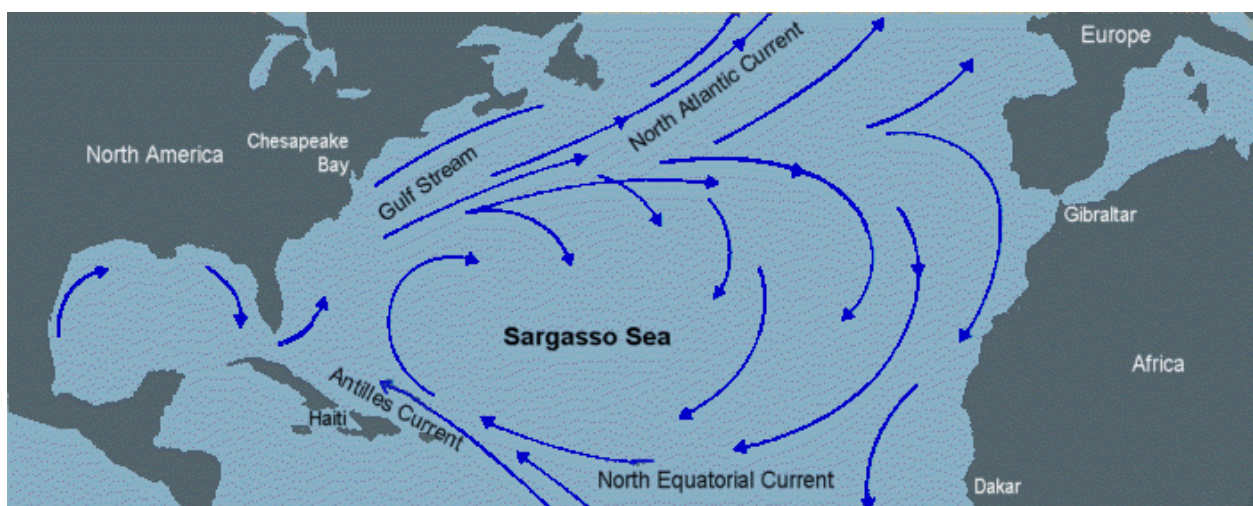 Europe
North America
Chesapeake
Bay
Gulf Stream
North Atlantic Current
Gibraltar
Sargasso Sea
Africa
Antilles Current
Haiti
North Equatorial Current
Dakar